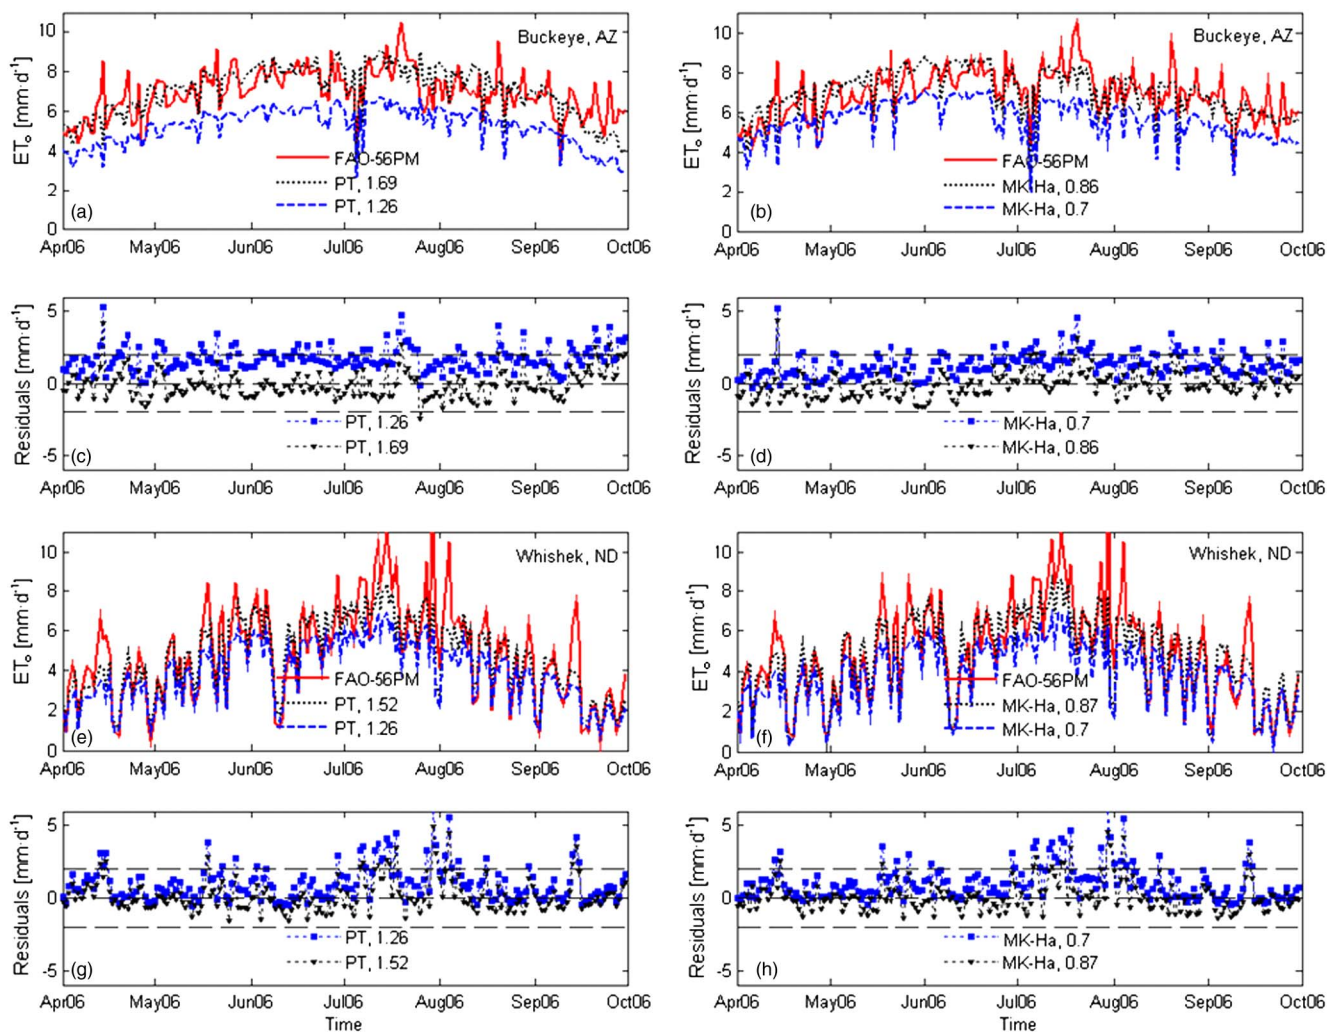 10
8
6
4
2
0
ETₒ [mm·d⁻¹]
Buckeye, AZ
FAO-56PM
PT, 1.69
PT, 1.26
(a)
Apr06 May06 Jun06 Jul06 Aug06 Sep06 Oct06
10
8
6
4
2
0
ETₒ [mm·d⁻¹]
Buckeye, AZ
FAO-56PM
MK-Ha, 0.86
MK-Ha, 0.7
(b)
Apr06 May06 Jun06 Jul06 Aug06 Sep06 Oct06
5
0
-5
Residuals [mm·d⁻¹]
PT, 1.26
PT, 1.69
(c)
Apr06 May06 Jun06 Jul06 Aug06 Sep06 Oct06
5
0
-5
Residuals [mm·d⁻¹]
MK-Ha, 0.7
MK-Ha, 0.86
(d)
Apr06 May06 Jun06 Jul06 Aug06 Sep06 Oct06
10
8
6
4
2
0
ETₒ [mm·d⁻¹]
Whishek, ND
FAO-56PM
PT, 1.52
PT, 1.26
(e)
Apr06 May06 Jun06 Jul06 Aug06 Sep06 Oct06
10
8
6
4
2
0
ETₒ [mm·d⁻¹]
Whishek, ND
FAO-56PM
MK-Ha, 0.87
MK-Ha, 0.7
(f)
Apr06 May06 Jun06 Jul06 Aug06 Sep06 Oct06
5
0
-5
Residuals [mm·d⁻¹]
PT, 1.26
PT, 1.52
(g)
Apr06 May06 Jun06 Jul06 Aug06 Sep06 Oct06
Time
5
0
-5
Residuals [mm·d⁻¹]
MK-Ha, 0.7
MK-Ha, 0.87
(h)
Apr06 May06 Jun06 Jul06 Aug06 Sep06 Oct06
Time